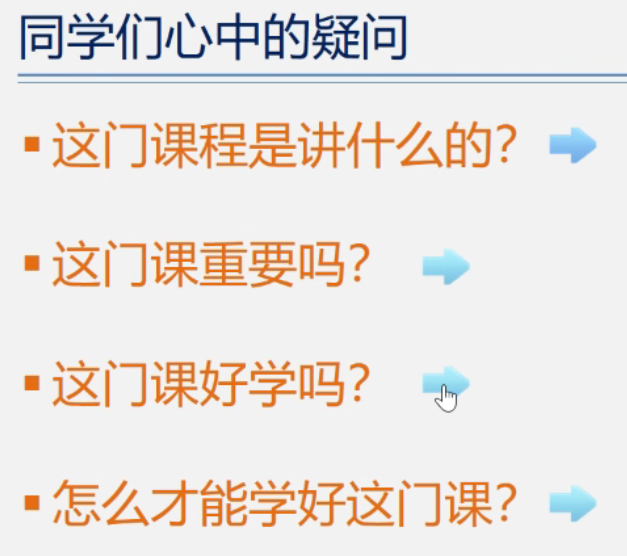 同学们心中的疑问
▪这门课程是讲什么的?
▪这门课重要吗?
▪这门课好学吗?
▪怎么才能学好这门课?